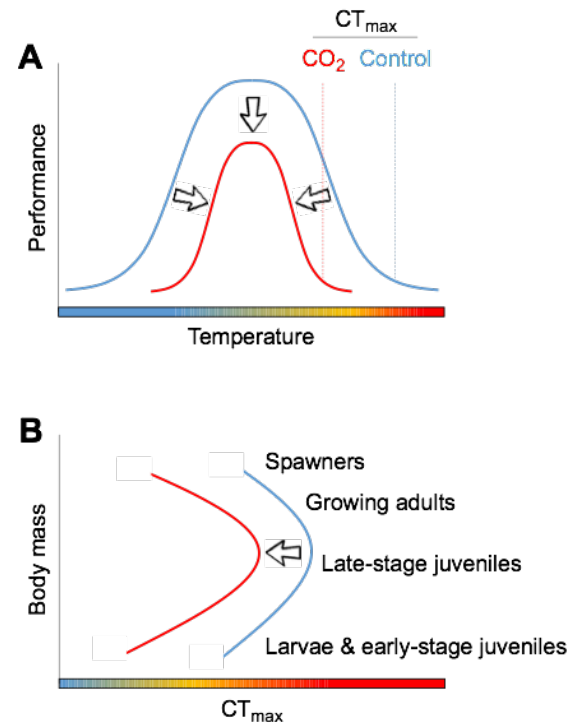 CTmax
A
CO2 Control
Performance
Temperature
B
Spawners
Growing adults
Late-stage juveniles
Larvae & early-stage juveniles
Body mass
CTmax